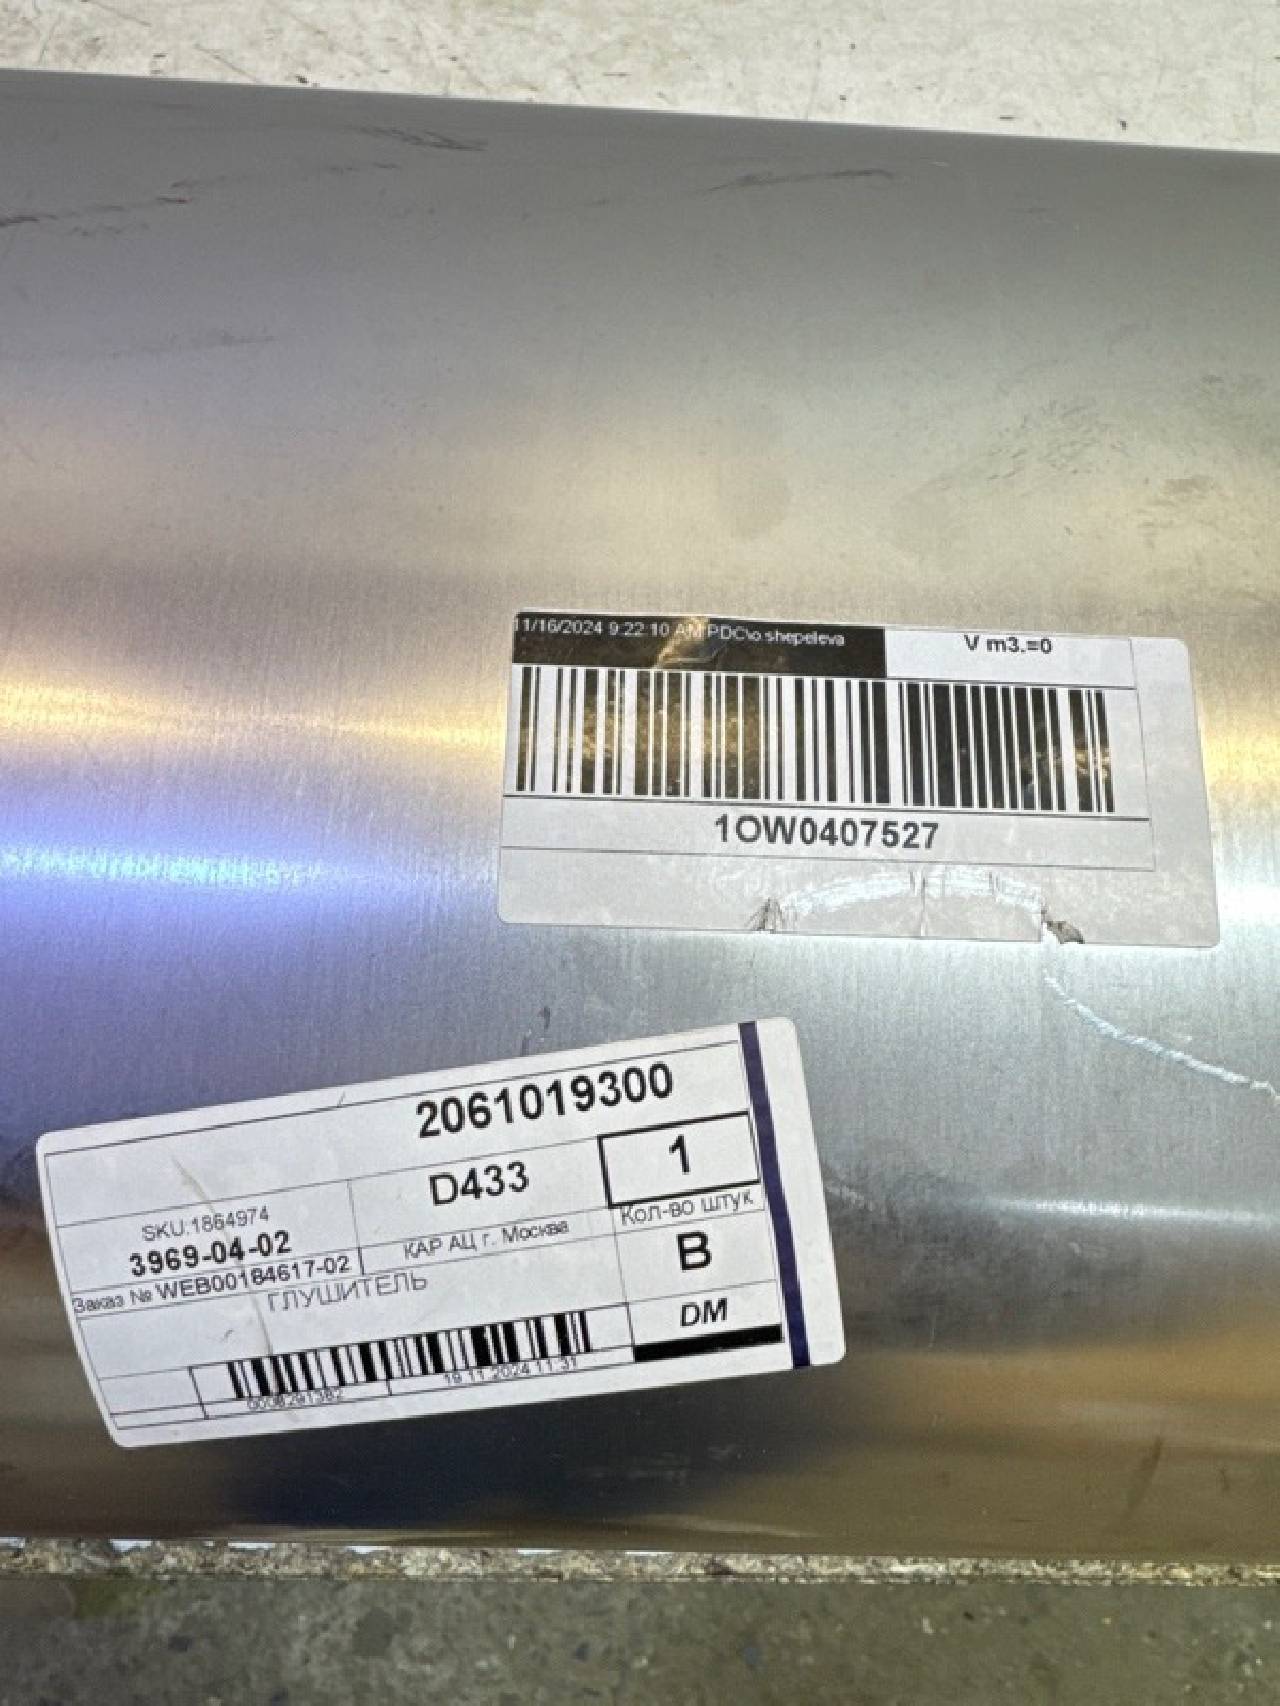 11/16/2024 9:22:10 AM PDC\o.shepeleva
V m3.=0
1OW0407527
2061019300
D433
1
SKU:1864974
3969-04-02
КАР АЦ г. Москва
Кол-во штук
Заказ № WEB00184617-02
B
ГЛУШИТЕЛЬ
DM
0008291382
19.11.2024 11:31